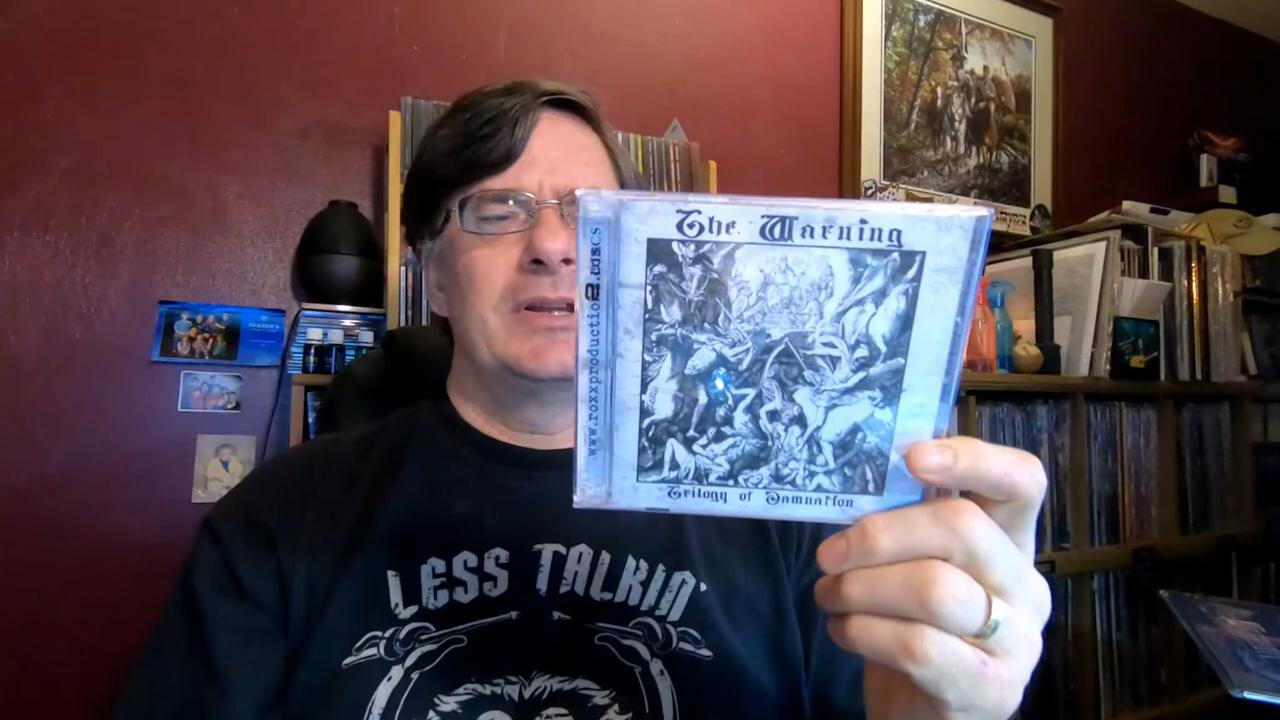 The Warning
www.roxxproductions.com
2 DISCS
Trilogy of Damnation
LESS TALKIN'